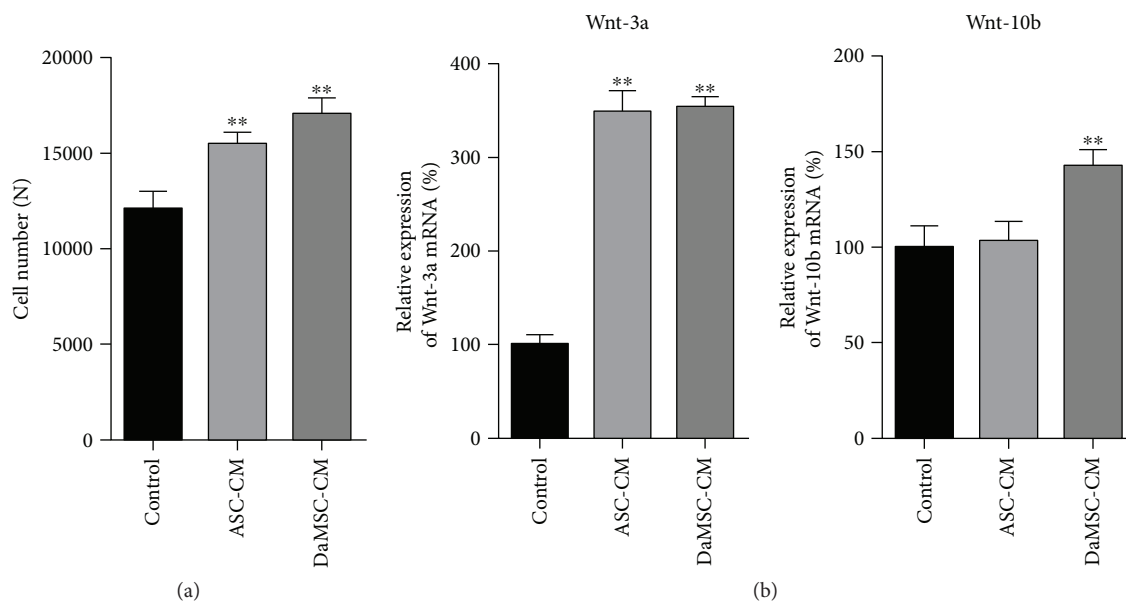 Cell number (N)
20000
15000
10000
5000
0
**
**
Control
ASC-CM
DaMSC-CM
(a)
Wnt-3a
Relative expression
of Wnt-3a mRNA (%)
400
300
200
100
0
**
**
Control
ASC-CM
DaMSC-CM
Wnt-10b
Relative expression
of Wnt-10b mRNA (%)
200
150
100
50
0
**
Control
ASC-CM
DaMSC-CM
(b)